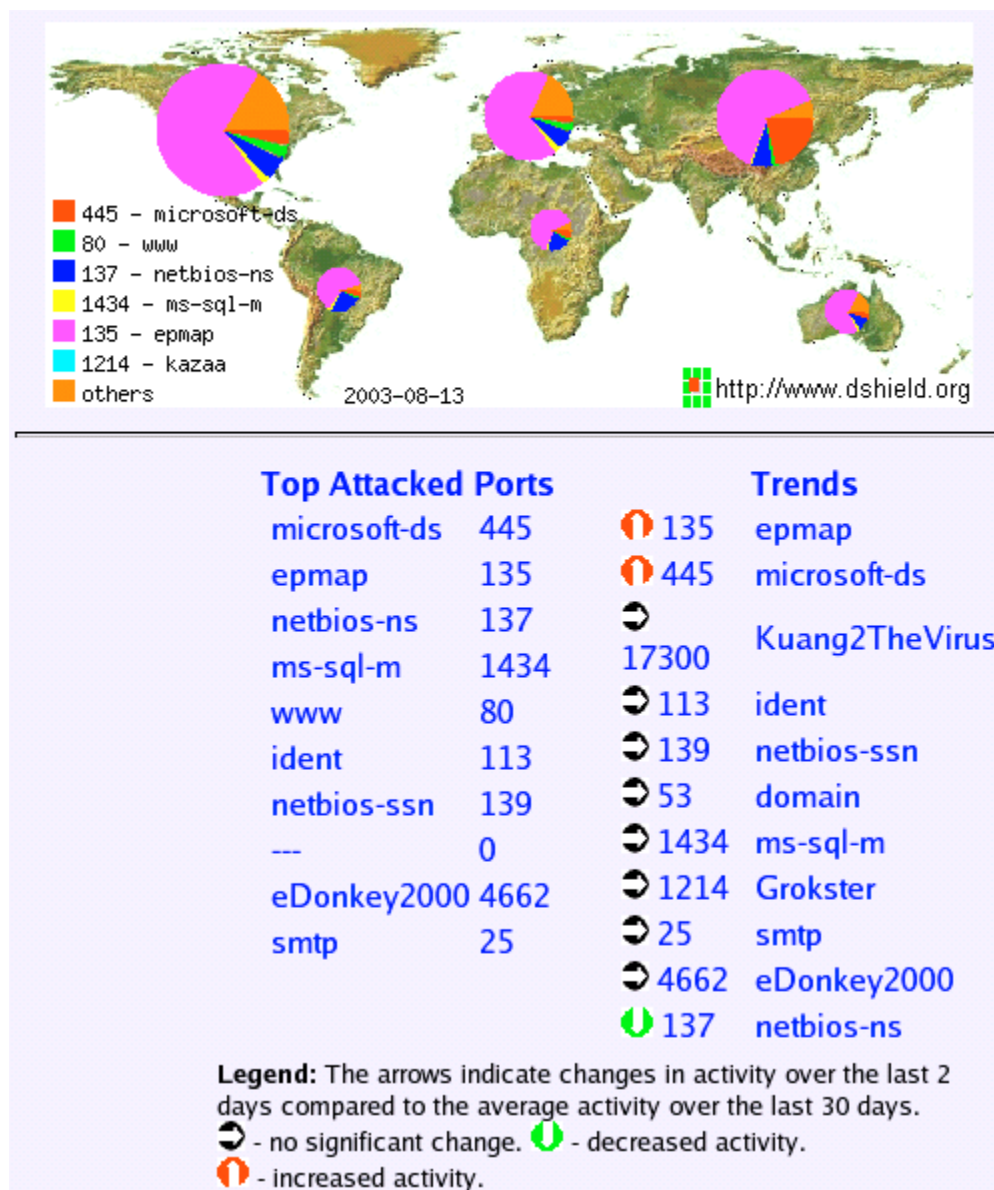 445 - microsoft-ds
80 - www
137 - netbios-ns
1434 - ms-sql-m
135 - epmap
1214 - kazaa
others
2003-08-13
http://www.dshield.org
Top Attacked Ports
microsoft-ds 445
epmap 135
netbios-ns 137
ms-sql-m 1434
www 80
ident 113
netbios-ssn 139
--- 0
eDonkey2000 4662
smtp 25
Trends
135 epmap
445 microsoft-ds
17300 Kuang2TheVirus
113 ident
139 netbios-ssn
53 domain
1434 ms-sql-m
1214 Grokster
25 smtp
4662 eDonkey2000
137 netbios-ns
Legend: The arrows indicate changes in activity over the last 2
days compared to the average activity over the last 30 days.
- no significant change. - decreased activity.
- increased activity.